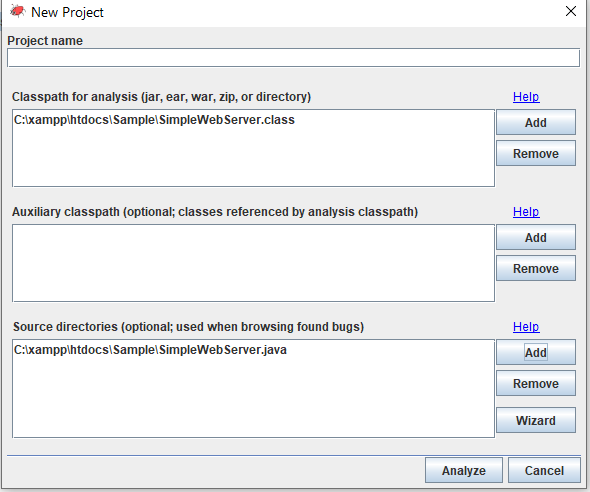 New Project
Project name
Classpath for analysis (jar, ear, war, zip, or directory)
Help
C:\xampp\htdocs\Sample\SimpleWebServer.class
Add
Remove
Auxiliary classpath (optional; classes referenced by analysis classpath)
Help
Add
Remove
Source directories (optional; used when browsing found bugs)
Help
C:\xampp\htdocs\Sample\SimpleWebServer.java
Add
Remove
Wizard
Analyze
Cancel